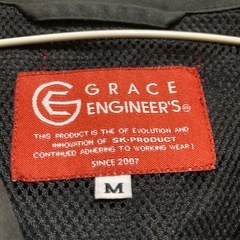 GRACE
ENGINEER'S®
THIS PRODUCT IS THE OF EVOLUTION AND
INNOVATION OF SK-PRODUCT
CONTINUED ADHERING TO WORKING WEAR!
SINCE 2007
M